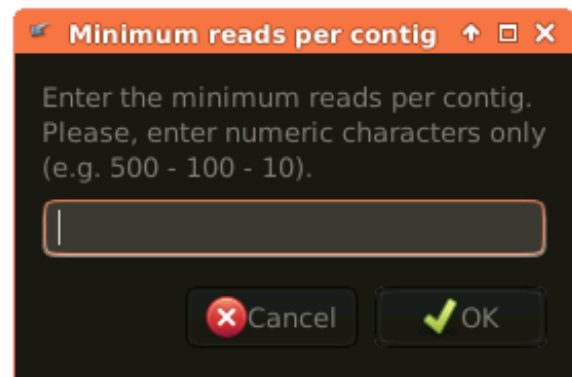 Minimum reads per contig
Enter the minimum reads per contig.
Please, enter numeric characters only
(e.g. 500 - 100 - 10).
Cancel
OK